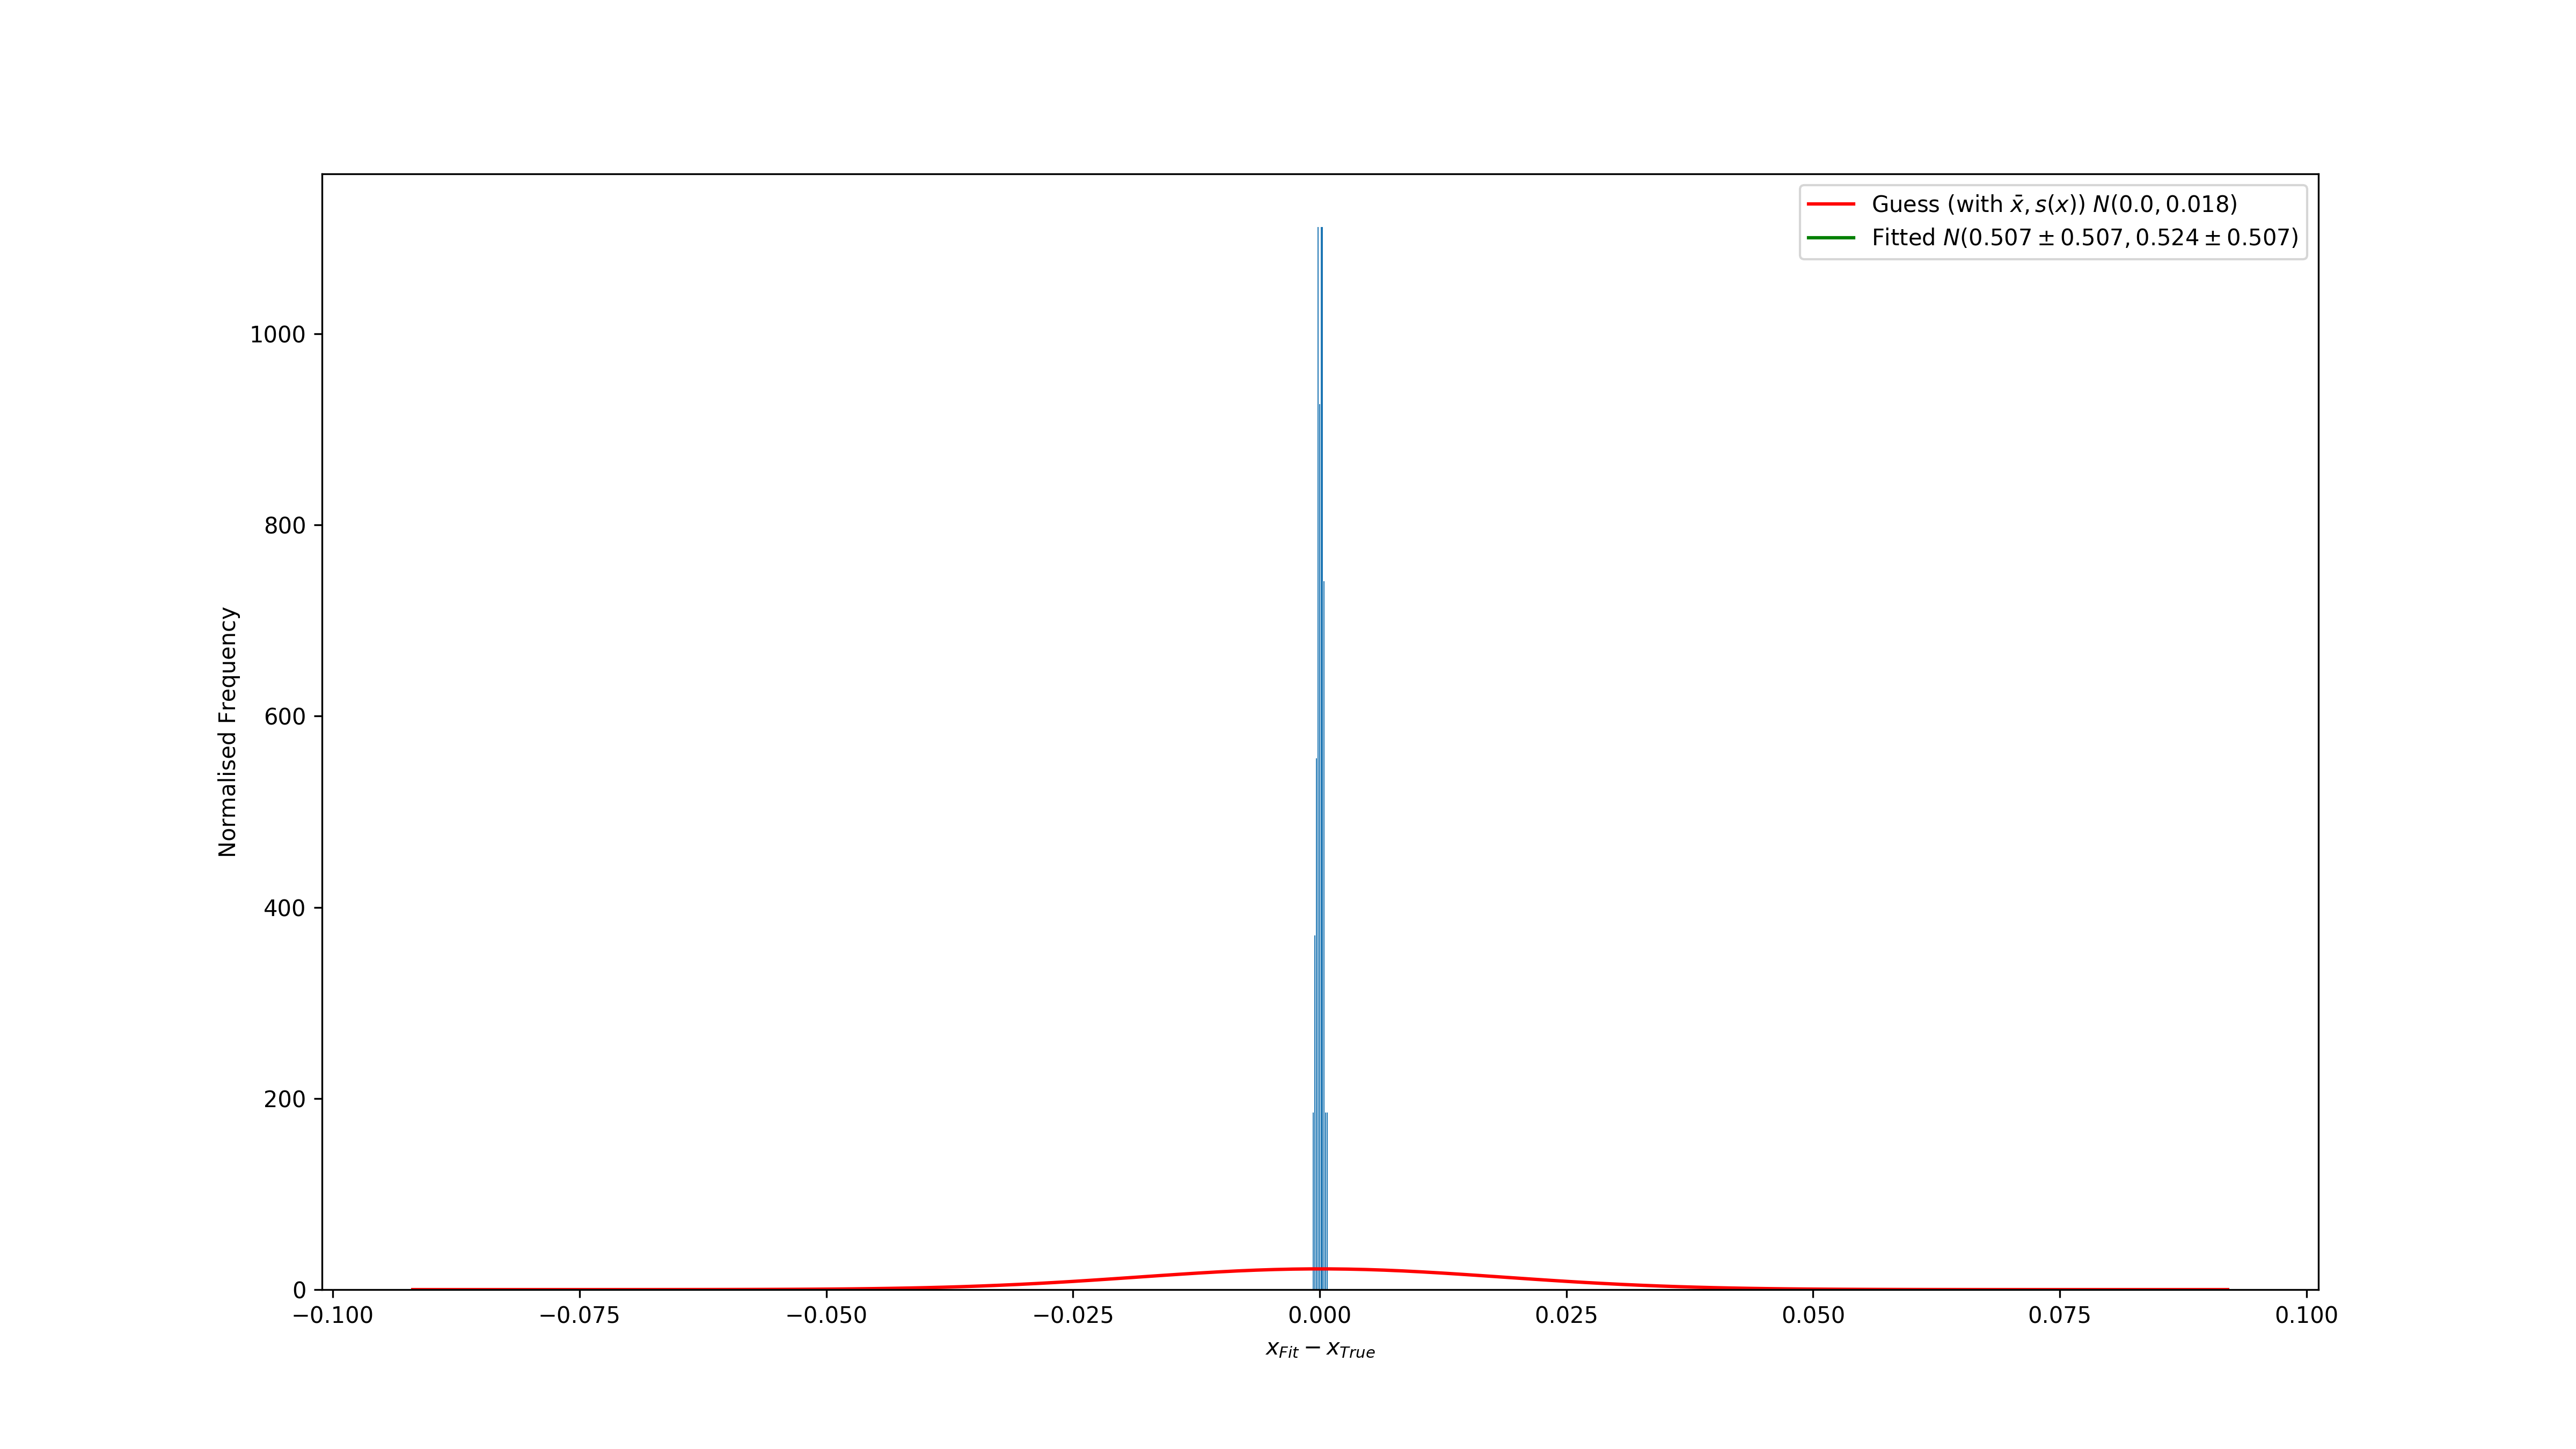 Guess (with x̄, s(x)) N(0.0, 0.018)
Fitted N(0.507 ± 0.507, 0.524 ± 0.507)
1000
800
600
400
200
0
Normalised Frequency
−0.100 −0.075 −0.050 −0.025 0.000 0.025 0.050 0.075 0.100
x_Fit − x_True